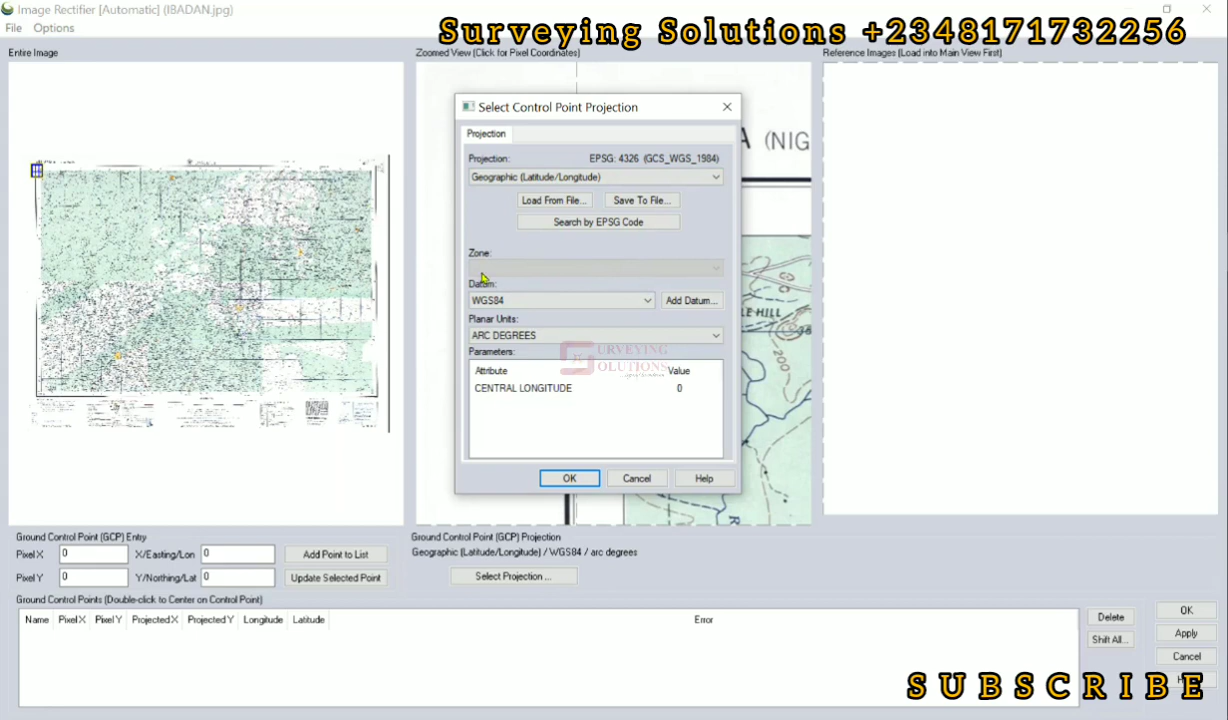 Image Rectifier [Automatic] (IBADAN.jpg)
File Options
Surveying Solutions +2348171732256
Entire Image
Zoomed View (Click for Pixel Coordinates)
Reference Images (Load into Main View First)
Select Control Point Projection
Projection
Projection: EPSG: 4326 (GCS_WGS_1984)
Geographic (Latitude/Longitude)
Load From File... Save To File...
Search by EPSG Code
Zone:
Datum:
WGS84 Add Datum...
Planar Units:
ARC DEGREES
Parameters:
Attribute Value
CENTRAL LONGITUDE 0
OK Cancel Help
URVEYING
OLUTIONS
A (NIG
LE HILL
200
Ground Control Point (GCP) Entry
Pixel X 0 X/Easting/Lon 0 Add Point to List
Pixel Y 0 Y/Northing/Lat 0 Update Selected Point
Ground Control Point (GCP) Projection
Geographic (Latitude/Longitude) / WGS84 / arc degrees
Select Projection ...
Ground Control Points (Double-click to Center on Control Point)
Name Pixel X Pixel Y Projected X Projected Y Longitude Latitude Error
Delete
Shift All...
OK
Apply
Cancel
SUBSCRIBE